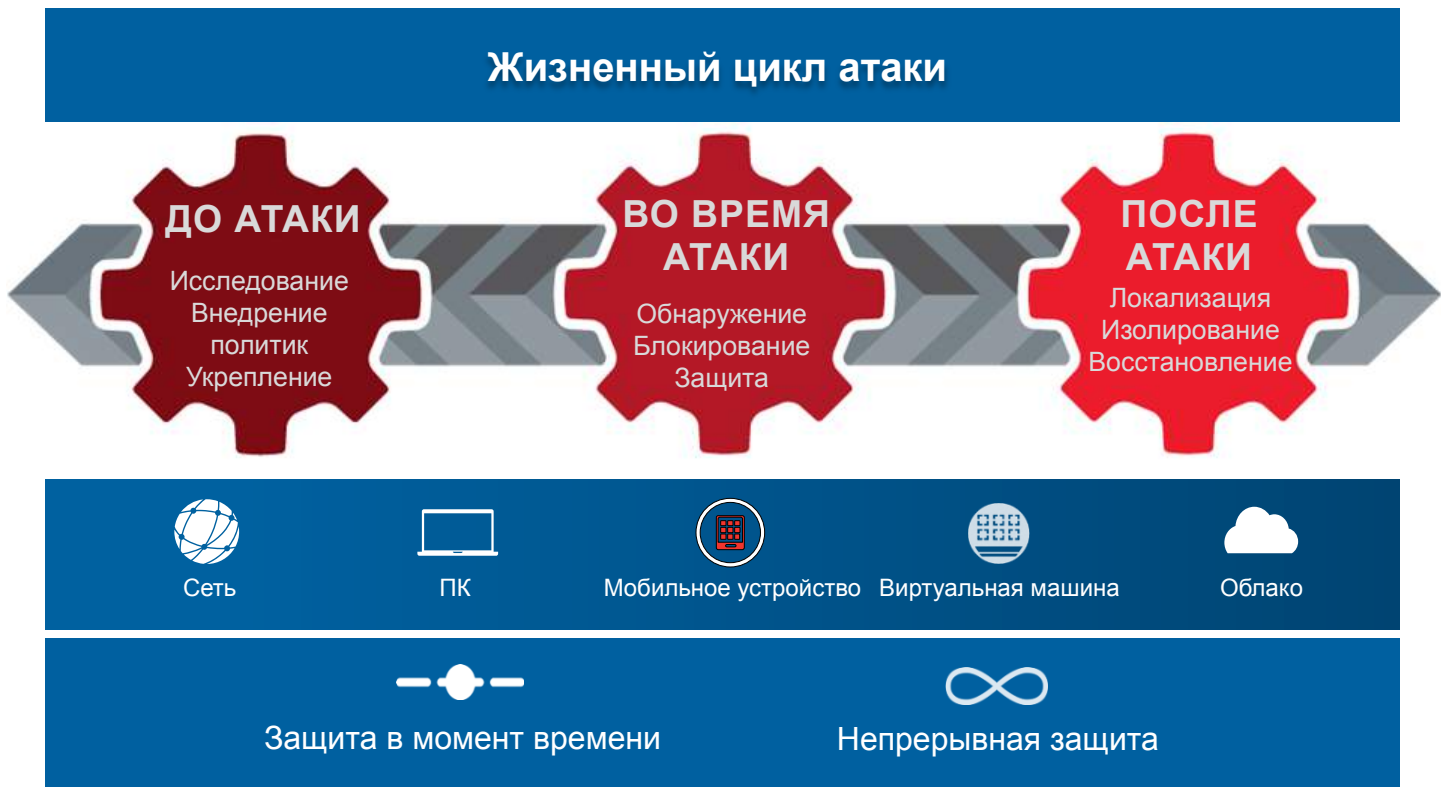 Жизненный цикл атаки
ДО АТАКИ
Исследование
Внедрение
политик
Укрепление
ВО ВРЕМЯ
АТАКИ
Обнаружение
Блокирование
Защита
ПОСЛЕ
АТАКИ
Локализация
Изолирование
Восстановление
Сеть
ПК
Мобильное устройство
Виртуальная машина
Облако
Защита в момент времени
Непрерывная защита